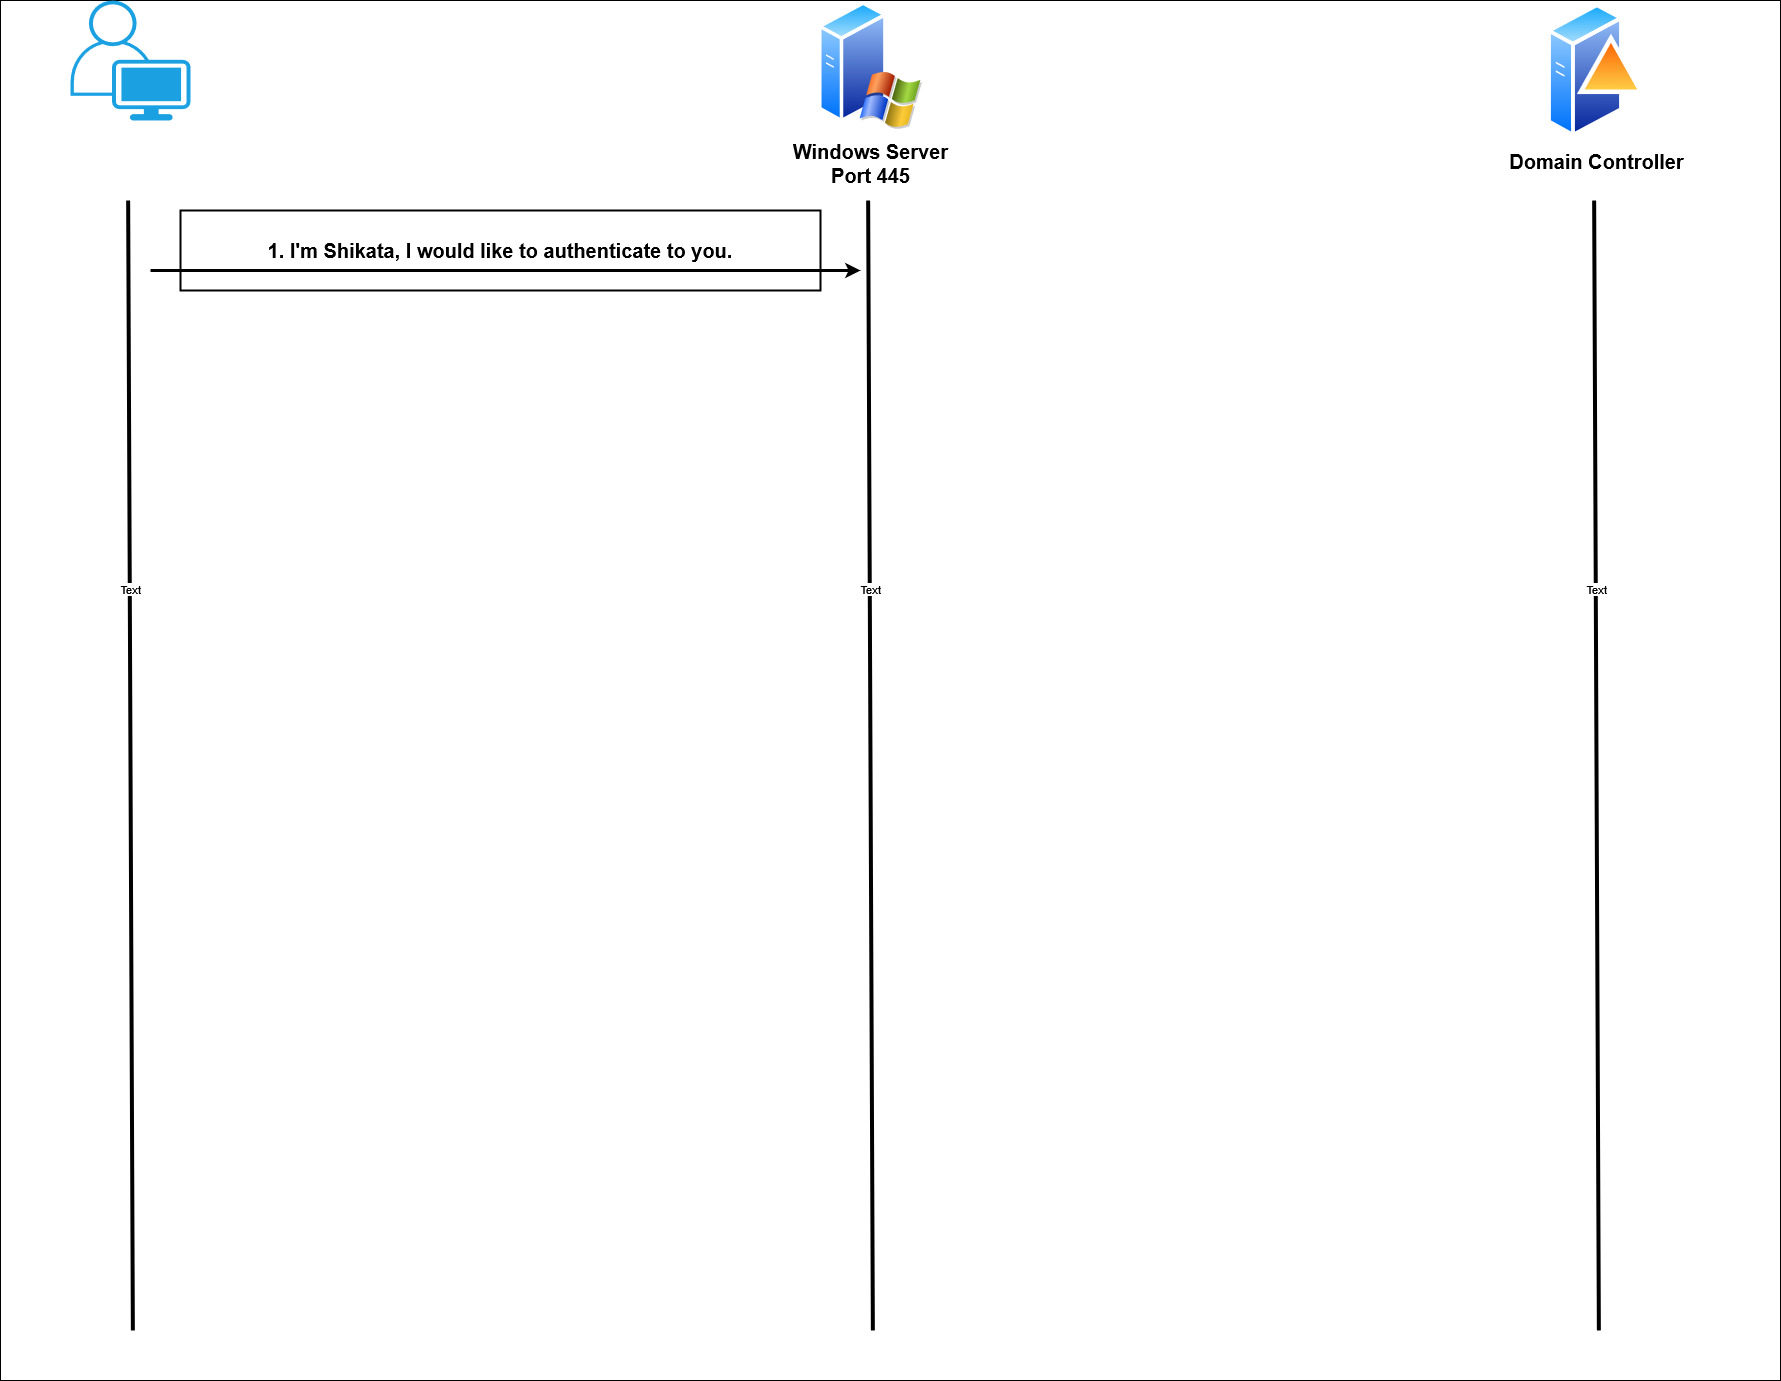 Windows Server
Port 445
Domain Controller
1. I'm Shikata, I would like to authenticate to you.
Text
Text
Text